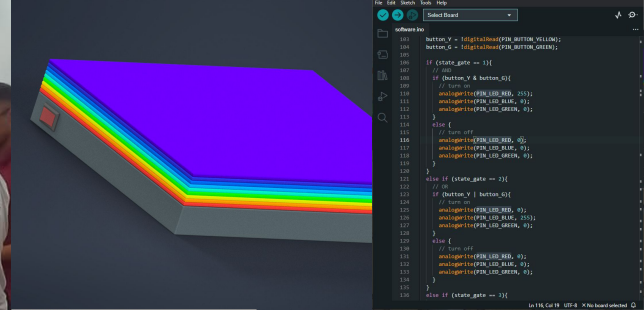 File Edit Sketch Tools Help
Select Board
software.ino
103 button_Y = !digitalRead(PIN_BUTTON_YELLOW);
104 button_G = !digitalRead(PIN_BUTTON_GREEN);
105
106 if (state_gate == 1){
107 // AND
108 if (button_Y & button_G){
109 // turn on
110 analogWrite(PIN_LED_RED, 255);
111 analogWrite(PIN_LED_BLUE, 0);
112 analogWrite(PIN_LED_GREEN, 0);
113 }
114 else {
115 // turn off
116 analogWrite(PIN_LED_RED, 0);
117 analogWrite(PIN_LED_BLUE, 0);
118 analogWrite(PIN_LED_GREEN, 0);
119 }
120 }
121 else if (state_gate == 2){
122 // OR
123 if (button_Y | button_G){
124 // turn on
125 analogWrite(PIN_LED_RED, 0);
126 analogWrite(PIN_LED_BLUE, 255);
127 analogWrite(PIN_LED_GREEN, 0);
128 }
129 else {
130 // turn off
131 analogWrite(PIN_LED_RED, 0);
132 analogWrite(PIN_LED_BLUE, 0);
133 analogWrite(PIN_LED_GREEN, 0);
134 }
135 }
136 else if (state_gate == 3){
Ln 116, Col 19 UTF-8 × No board selected